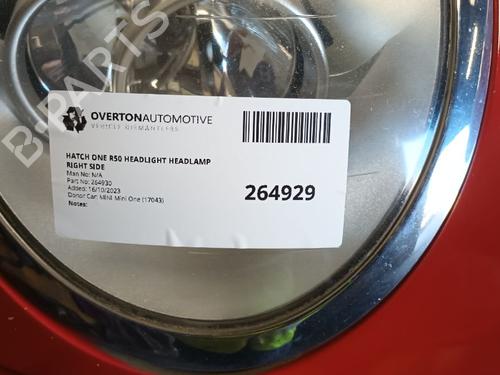 OVERTONAUTOMOTIVE
VEHICLE DISMANTLERS
HATCH ONE R50 HEADLIGHT HEADLAMP
RIGHT SIDE
Man No: N/A
Part No: 264930
Added: 16/10/2023
Donor Car: MINI Mini One (17043)
Notes:
264929
B-PARTS